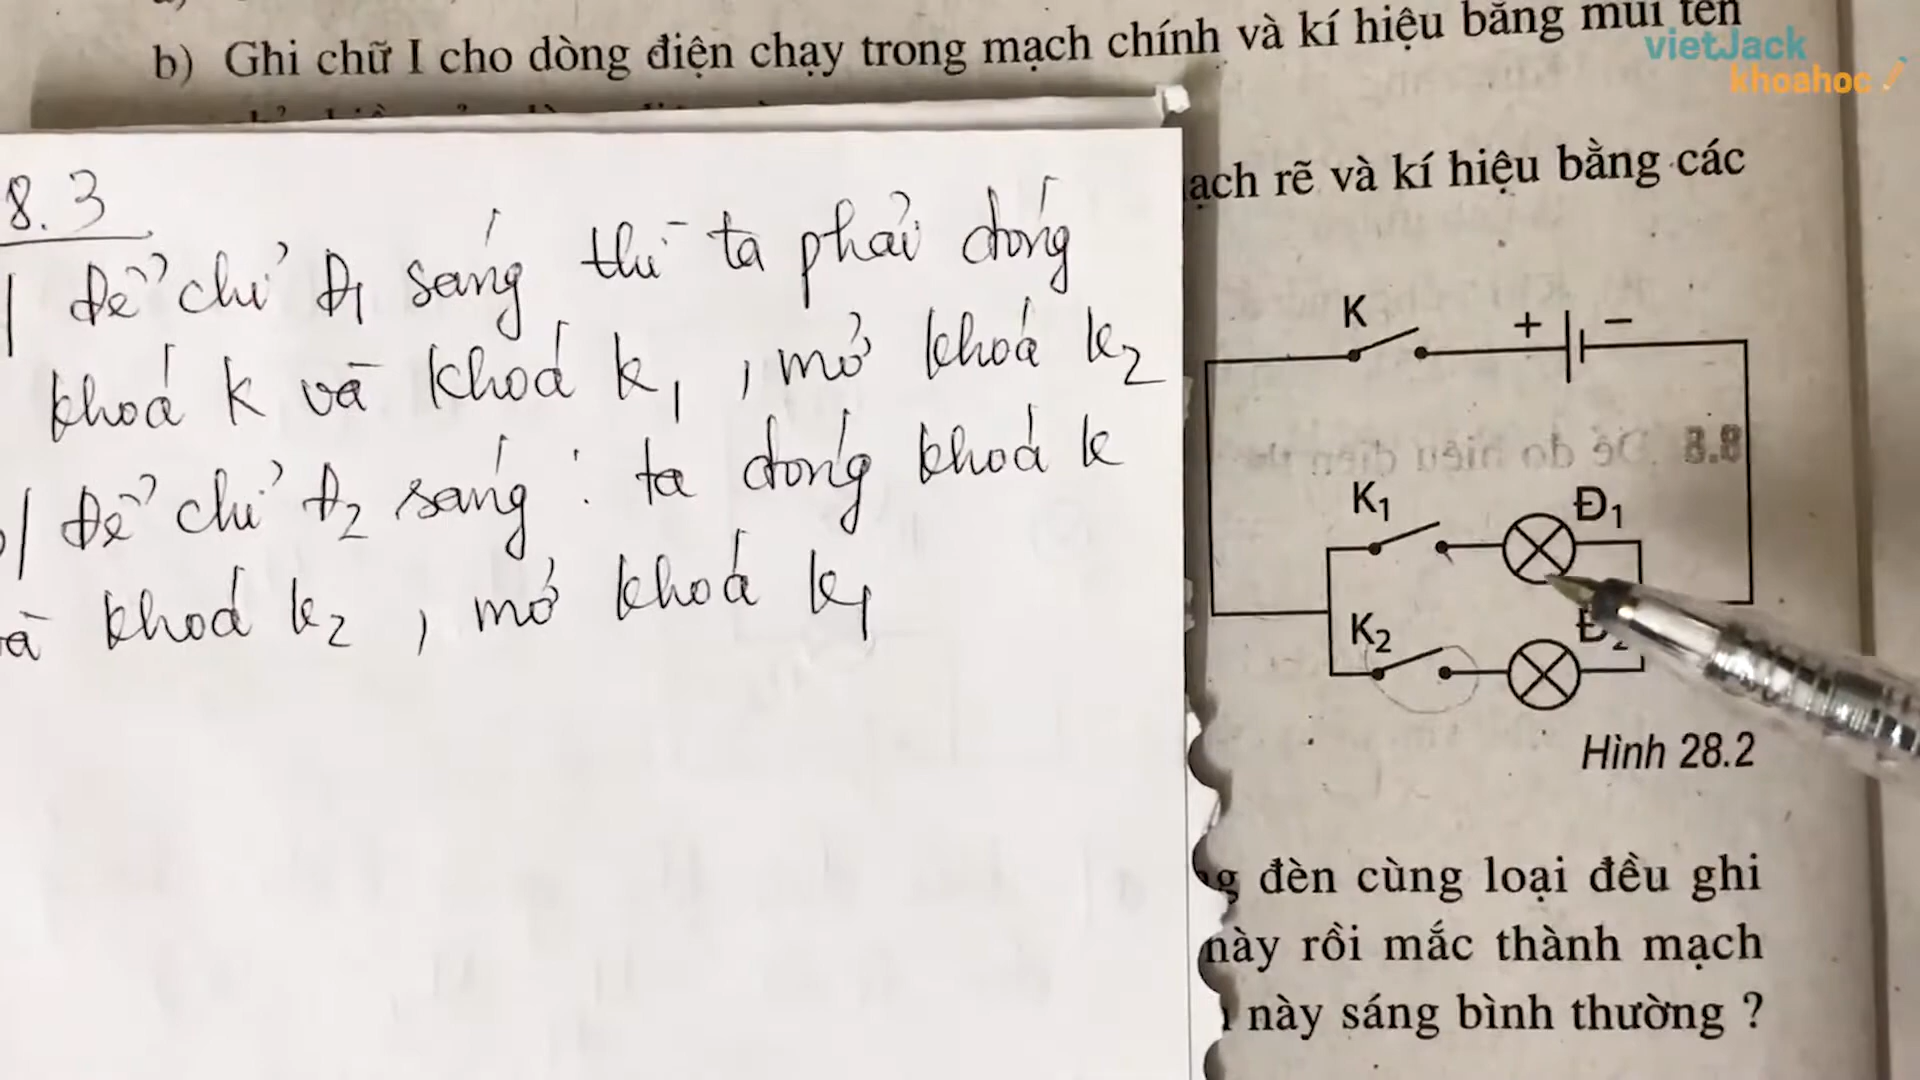 b) Ghi chữ I cho dòng điện chạy trong mạch chính và kí hiệu bằng mũi tên
vietJack
khoahoc
ạch rẽ và kí hiệu bằng các
8.3
Để chỉ Đ1 sáng thì ta phải đóng
khoá K và khoá k1, mở khoá k2
Để chỉ Đ2 sáng: ta đóng khoá k
và khoá k2, mở khoá k1
K
+ −
K1
Đ1
K2
Đ2
Hình 28.2
đèn cùng loại đều ghi
này rồi mắc thành mạch
này sáng bình thường ?